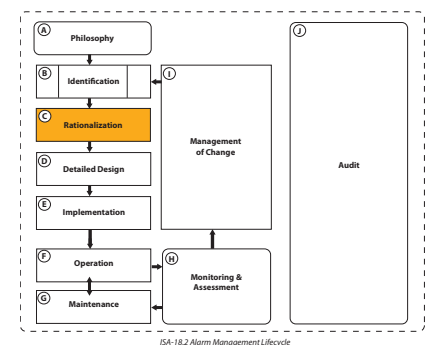 A
Philosophy
B
Identification
C
Rationalization
D
Detailed Design
E
Implementation
F
Operation
G
Maintenance
H
Monitoring &
Assessment
I
Management
of Change
J
Audit
ISA-18.2 Alarm Management Lifecycle